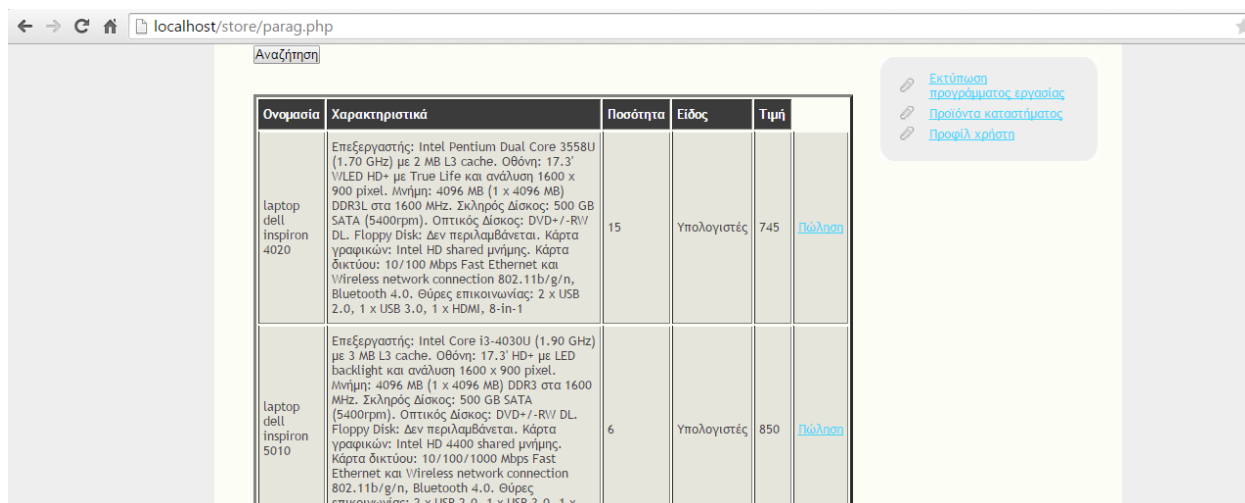 localhost/store/parag.php
Αναζήτηση
Ονομασία Χαρακτηριστικά Ποσότητα Είδος Τιμή
laptop
dell
inspiron
4020
Επεξεργαστής: Intel Pentium Dual Core 3558U
(1.70 GHz) με 2 MB L3 cache. Οθόνη: 17.3'
WLED HD+ με True Life και ανάλυση 1600 x
900 pixel. Μνήμη: 4096 MB (1 x 4096 MB)
DDR3L στα 1600 MHz. Σκληρός Δίσκος: 500 GB
SATA (5400rpm). Οπτικός Δίσκος: DVD+/-RW
DL. Floppy Disk: Δεν περιλαμβάνεται. Κάρτα
γραφικών: Intel HD shared μνήμης. Κάρτα
δικτύου: 10/100 Mbps Fast Ethernet και
Wireless network connection 802.11b/g/n,
Bluetooth 4.0. Θύρες επικοινωνίας: 2 x USB
2.0, 1 x USB 3.0, 1 x HDMI, 8-in-1
15
Υπολογιστές
745
Πώληση
laptop
dell
inspiron
5010
Επεξεργαστής: Intel Core i3-4030U (1.90 GHz)
με 3 MB L3 cache. Οθόνη: 17.3' HD+ με LED
backlight και ανάλυση 1600 x 900 pixel.
Μνήμη: 4096 MB (1 x 4096 MB) DDR3 στα 1600
MHz. Σκληρός Δίσκος: 500 GB SATA
(5400rpm). Οπτικός Δίσκος: DVD+/-RW DL.
Floppy Disk: Δεν περιλαμβάνεται. Κάρτα
γραφικών: Intel HD 4400 shared μνήμης.
Κάρτα δικτύου: 10/100/1000 Mbps Fast
Ethernet και Wireless network connection
802.11b/g/n, Bluetooth 4.0. Θύρες
επικοινωνίας: 2 x USB 2.0, 1 x USB 3.0, 1 x
6
Υπολογιστές
850
Πώληση
Εκτύπωση
προγράμματος εργασίας
Προϊόντα καταστήματος
Προφίλ χρήστη